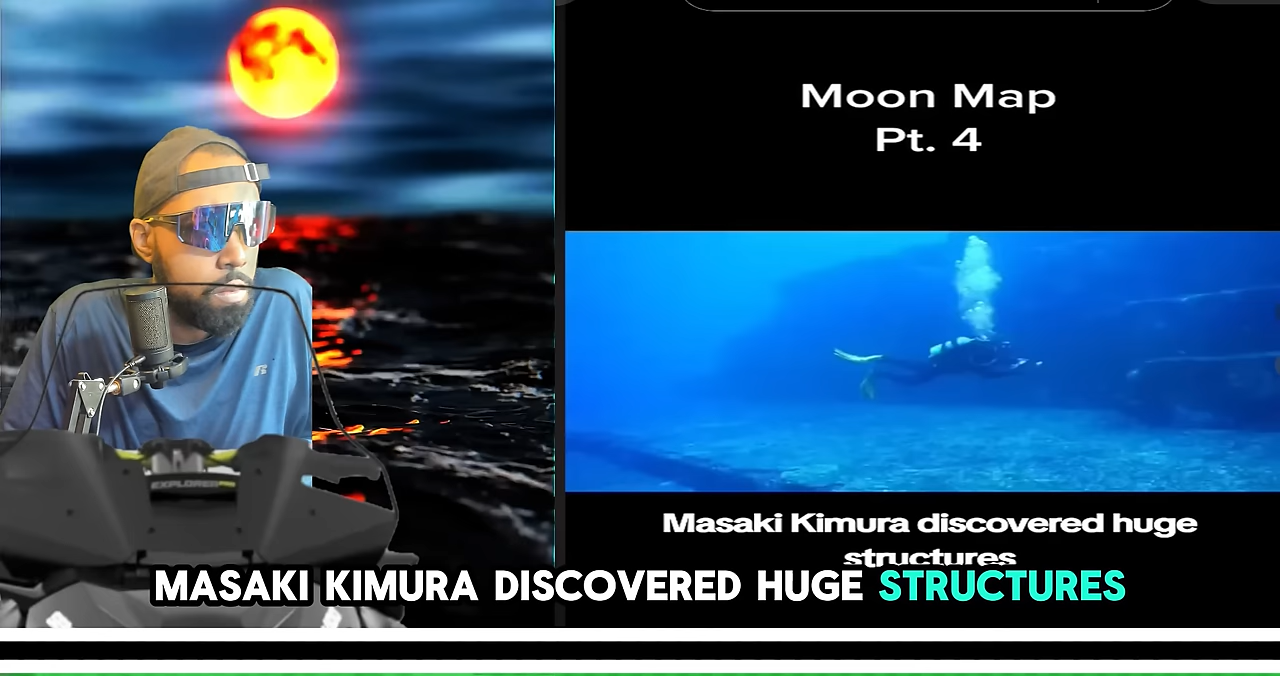 Moon Map
Pt. 4
Masaki Kimura discovered huge
structures
MASAKI KIMURA DISCOVERED HUGE STRUCTURES
EXPLORER